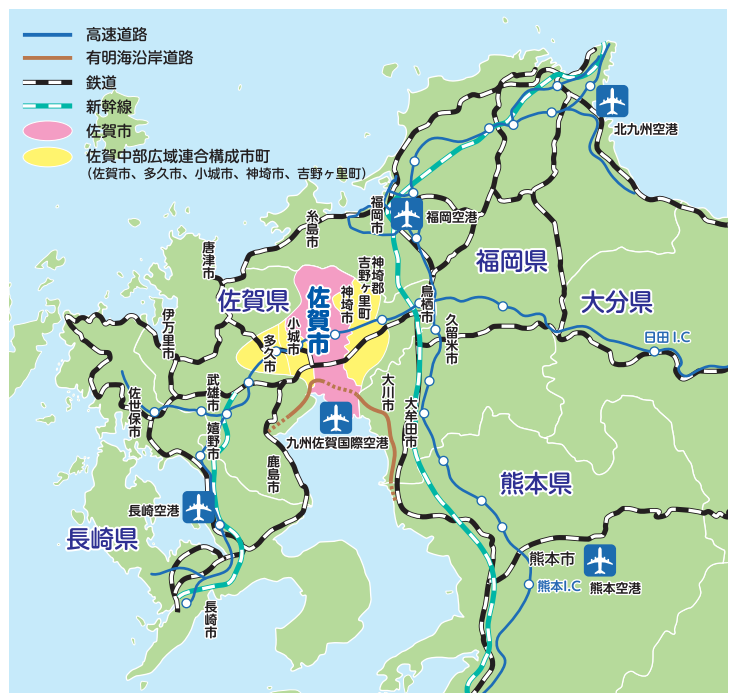 高速道路
有明海沿岸道路
鉄道
新幹線
佐賀市
佐賀中部広域連合構成市町
（佐賀市、多久市、小城市、神埼市、吉野ヶ里町）
北九州空港
福岡市
福岡空港
糸島市
唐津市
福岡県
神埼郡
吉野ヶ里町
佐賀県
佐賀市
神埼市
鳥栖市
大分県
伊万里市
小城市
多久市
久留米市
日田 I.C
武雄市
佐世保市
大川市
大牟田市
嬉野市
九州佐賀国際空港
鹿島市
熊本県
長崎空港
長崎県
熊本市
熊本I.C
熊本空港
長崎市